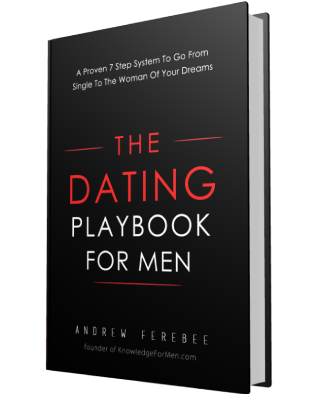 A Proven 7 Step System To Go From
Single To The Woman Of Your Dreams
THE
DATING
PLAYBOOK
FOR MEN
ANDREW FEREBEE
founder of KnowledgeForMen.com